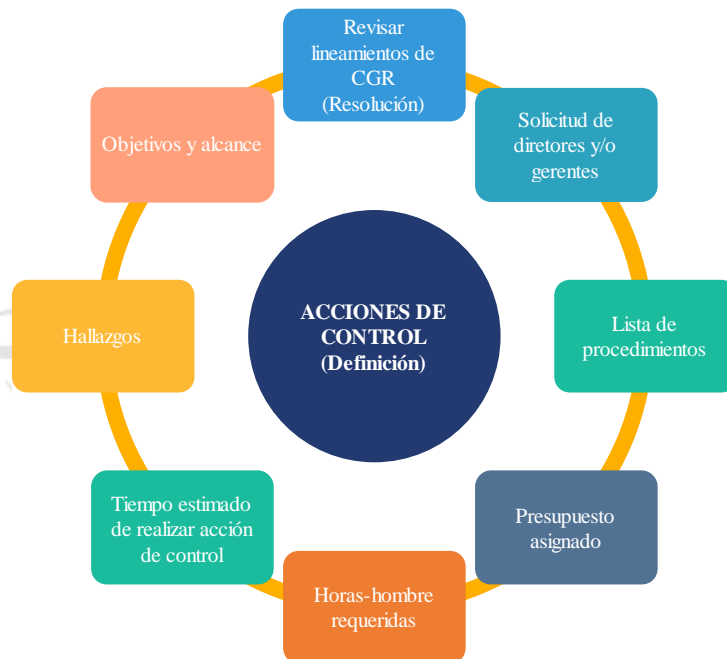 Revisar
lineamientos de
CGR
(Resolución)
Solicitud de
diretores y/o
gerentes
Lista de
procedimientos
Presupuesto
asignado
Horas-hombre
requeridas
Tiempo estimado
de realizar acción
de control
Hallazgos
Objetivos y alcance
ACCIONES DE
CONTROL
(Definición)